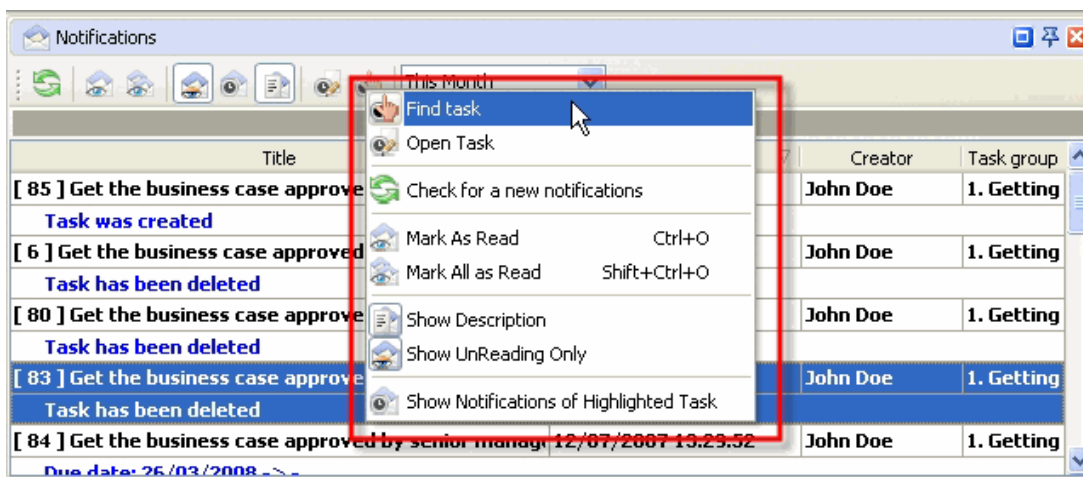 Notifications
This Month
Find task
Open Task
Check for a new notifications
Mark As Read Ctrl+O
Mark All as Read Shift+Ctrl+O
Show Description
Show UnReading Only
Show Notifications of Highlighted Task
Title Creator Task group
[ 85 ] Get the business case approve John Doe 1. Getting
Task was created
[ 6 ] Get the business case approved John Doe 1. Getting
Task has been deleted
[ 80 ] Get the business case approve John Doe 1. Getting
Task has been deleted
[ 83 ] Get the business case approve John Doe 1. Getting
Task has been deleted
[ 84 ] Get the business case approved by senior manag 12/07/2007 13:29:52 John Doe 1. Getting
Due date: 26/03/2008 -> -